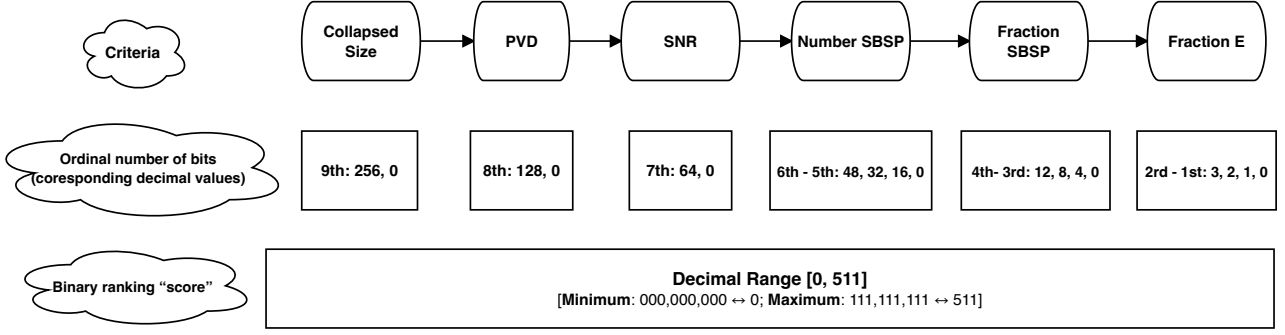 Criteria
Collapsed
Size
PVD
SNR
Number SBSP
Fraction
SBSP
Fraction E
Ordinal number of bits
(coresponding decimal values)
9th: 256, 0
8th: 128, 0
7th: 64, 0
6th - 5th: 48, 32, 16, 0
4th- 3rd: 12, 8, 4, 0
2rd - 1st: 3, 2, 1, 0
Binary ranking “score”
Decimal Range [0, 511]
[Minimum: 000,000,000 ↔ 0; Maximum: 111,111,111 ↔ 511]